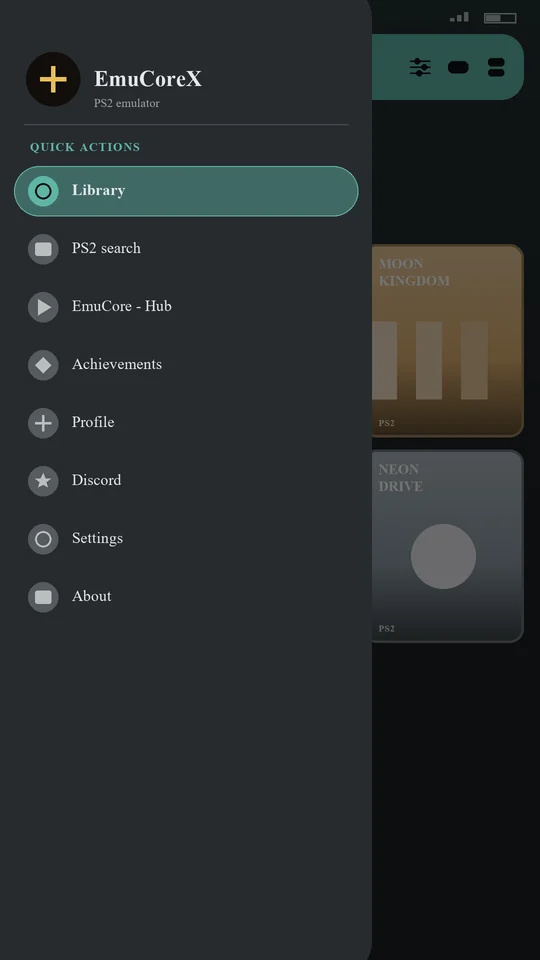 EmuCoreX
PS2 emulator
QUICK ACTIONS
Library
PS2 search
EmuCore - Hub
Achievements
Profile
Discord
Settings
About
MOON
KINGDOM
PS2
NEON
DRIVE
PS2